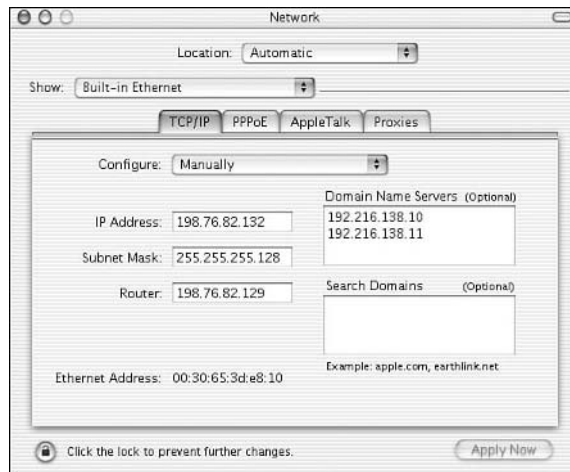 Network
Location: Automatic
Show: Built-in Ethernet
TCP/IP PPPoE AppleTalk Proxies
Configure: Manually
Domain Name Servers (Optional)
IP Address: 198.76.82.132
192.216.138.10
192.216.138.11
Subnet Mask: 255.255.255.128
Search Domains (Optional)
Router: 198.76.82.129
Example: apple.com, earthlink.net
Ethernet Address: 00:30:65:3d:e8:10
Click the lock to prevent further changes.
Apply Now